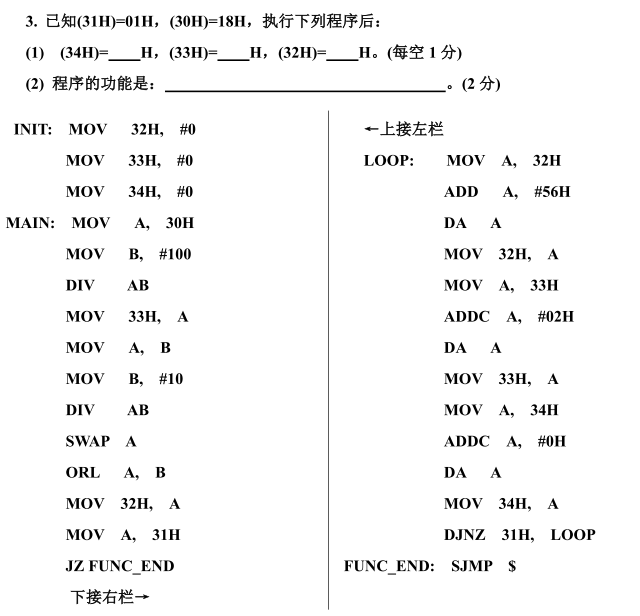 3. 已知(31H)=01H，(30H)=18H，执行下列程序后：
(1) (34H)=____H，(33H)=____H，(32H)=____H。(每空 1 分)
(2) 程序的功能是：________________________________。(2 分)
INIT: MOV 32H, #0
MOV 33H, #0
MOV 34H, #0
MAIN: MOV A, 30H
MOV B, #100
DIV AB
MOV 33H, A
MOV A, B
MOV B, #10
DIV AB
SWAP A
ORL A, B
MOV 32H, A
MOV A, 31H
JZ FUNC_END
下接右栏→
←上接左栏
LOOP: MOV A, 32H
ADD A, #56H
DA A
MOV 32H, A
MOV A, 33H
ADDC A, #02H
DA A
MOV 33H, A
MOV A, 34H
ADDC A, #0H
DA A
MOV 34H, A
DJNZ 31H, LOOP
FUNC_END: SJMP $